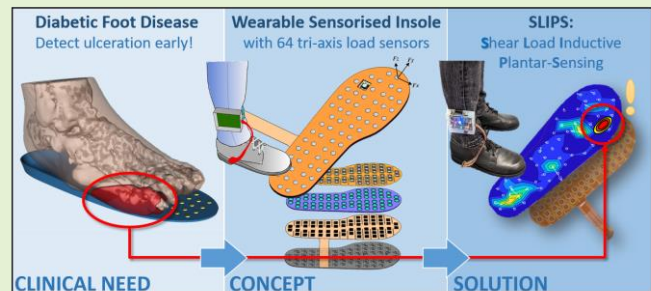 Diabetic Foot Disease
Detect ulceration early!
Wearable Sensorised Insole
with 64 tri-axis load sensors
SLIPS:
Shear Load Inductive
Plantar-Sensing
CLINICAL NEED
CONCEPT
SOLUTION